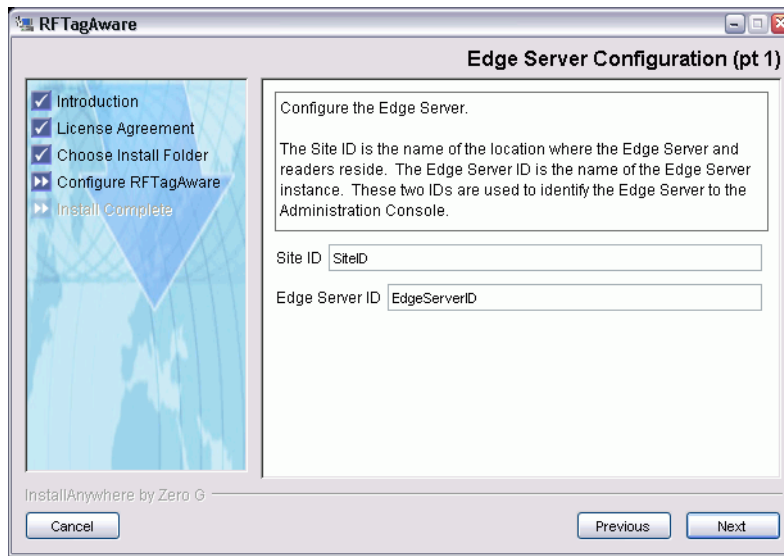 RFTagAware
Edge Server Configuration (pt 1)
Introduction
License Agreement
Choose Install Folder
Configure RFTagAware
Install Complete
Configure the Edge Server.
The Site ID is the name of the location where the Edge Server and
readers reside.  The Edge Server ID is the name of the Edge Server
instance.  These two IDs are used to identify the Edge Server to the
Administration Console.
Site ID SiteID
Edge Server ID EdgeServerID
InstallAnywhere by Zero G
Cancel Previous Next